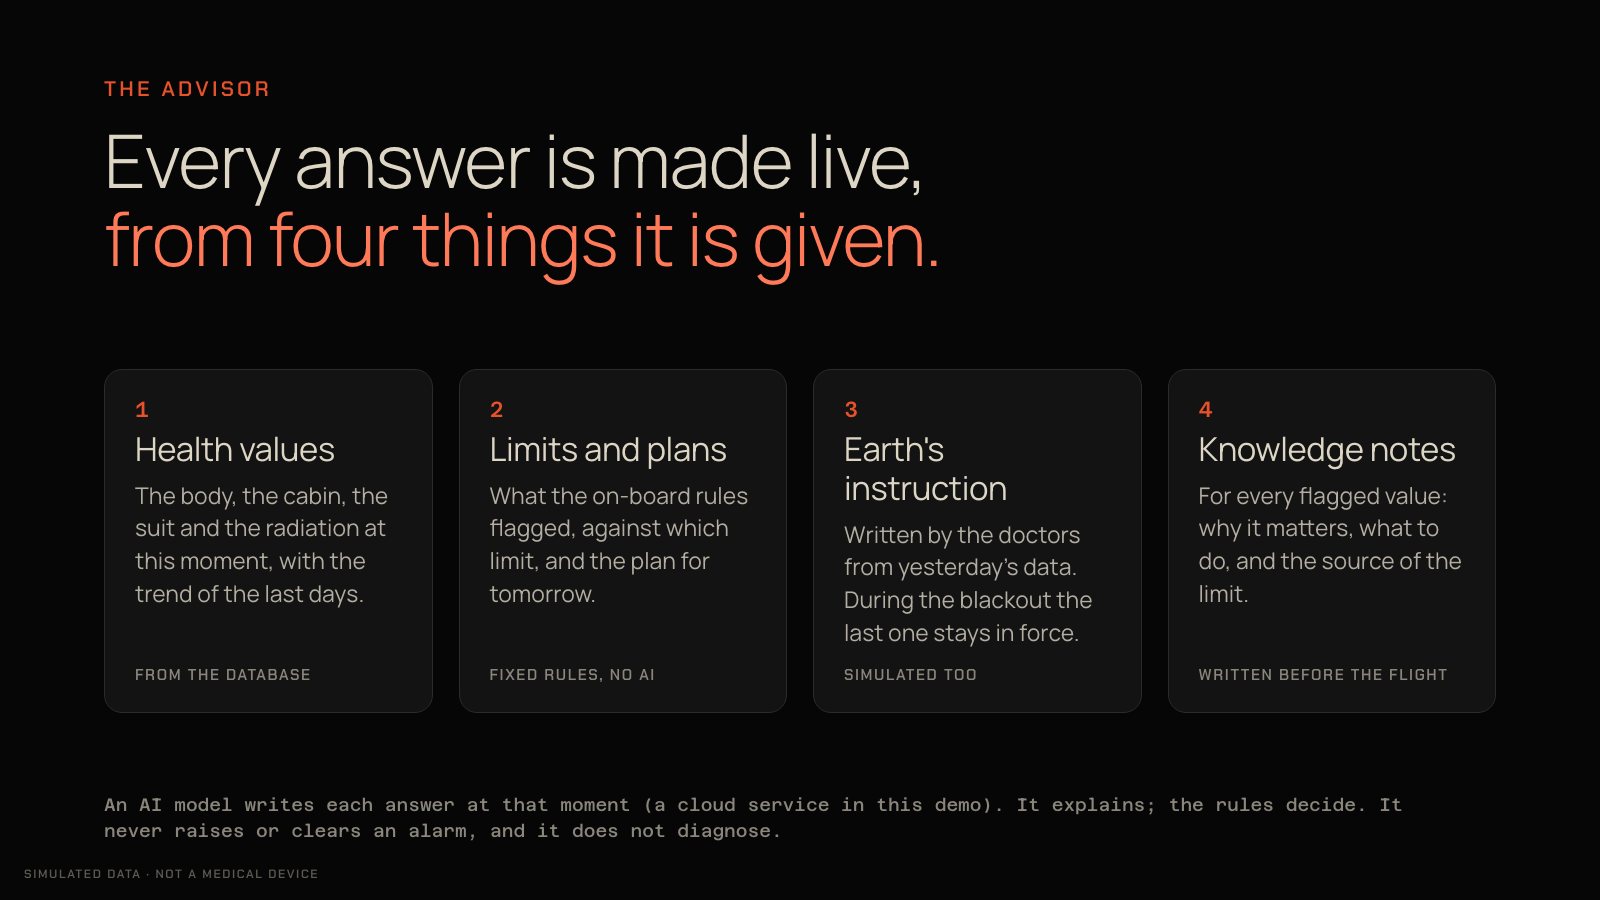 THE ADVISOR
Every answer is made live,
from four things it is given.
1
Health values
The body, the cabin, the
suit and the radiation at
this moment, with the
trend of the last days.
FROM THE DATABASE
2
Limits and plans
What the on-board rules
flagged, against which
limit, and the plan for
tomorrow.
FIXED RULES, NO AI
3
Earth's
instruction
Written by the doctors
from yesterday’s data.
During the blackout the
last one stays in force.
SIMULATED TOO
4
Knowledge notes
For every flagged value:
why it matters, what to
do, and the source of the
limit.
WRITTEN BEFORE THE FLIGHT
An AI model writes each answer at that moment (a cloud service in this demo). It explains; the rules decide. It
never raises or clears an alarm, and it does not diagnose.
SIMULATED DATA · NOT A MEDICAL DEVICE